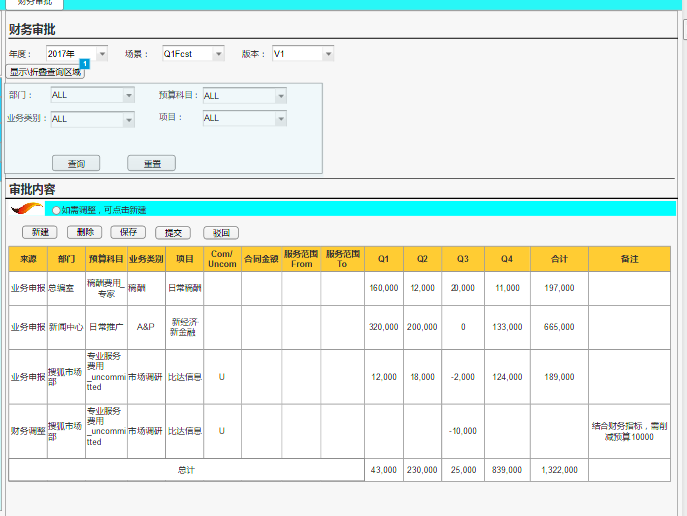 财务审批
财务审批
年度： 2017年 场景： Q1Fcst 版本： V1
显示\折叠查询区域 1
部门： ALL 预算科目： ALL
业务类别： ALL 项目： ALL
查询 重置
审批内容
如需调整，可点击新建
新建 删除 保存 提交 驳回
来源 部门 预算科目 业务类别 项目 Com/Uncom 合同金额 服务范围From 服务范围To Q1 Q2 Q3 Q4 合计 备注
业务申报 总编室 稿酬费用_专家 稿酬 日常稿酬 160,000 12,000 20,000 11,000 197,000
业务申报 新闻中心 日常推广 A&P 新经济-新金融 320,000 200,000 0 133,000 665,000
业务申报 搜狐市场部 专业服务费用_uncommitted 市场调研 比达信息 U 12,000 18,000 -2,000 124,000 189,000
财务调整 搜狐市场部 专业服务费用_uncommitted 市场调研 比达信息 U -10,000 结合财务指标，需削减预算10000
总计 43,000 230,000 25,000 839,000 1,322,000